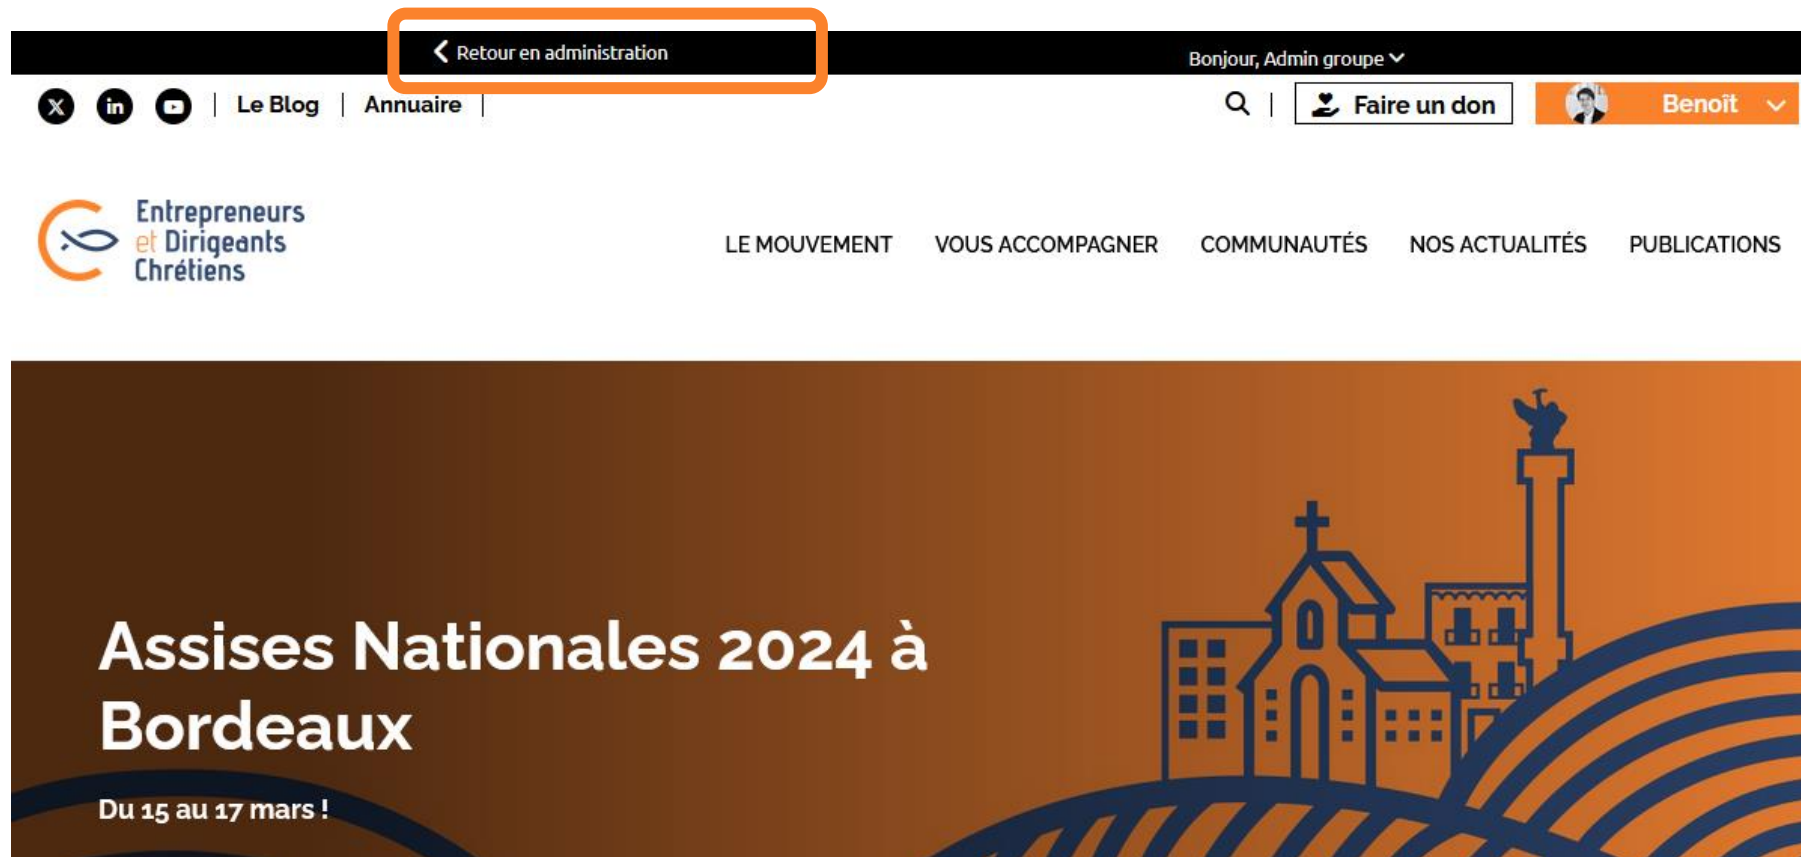 Retour en administration
Bonjour, Admin groupe
Le Blog | Annuaire |
Faire un don
Benoît
Entrepreneurs
et Dirigeants
Chrétiens
LE MOUVEMENT VOUS ACCOMPAGNER COMMUNAUTÉS NOS ACTUALITÉS PUBLICATIONS
Assises Nationales 2024 à
Bordeaux
Du 15 au 17 mars !